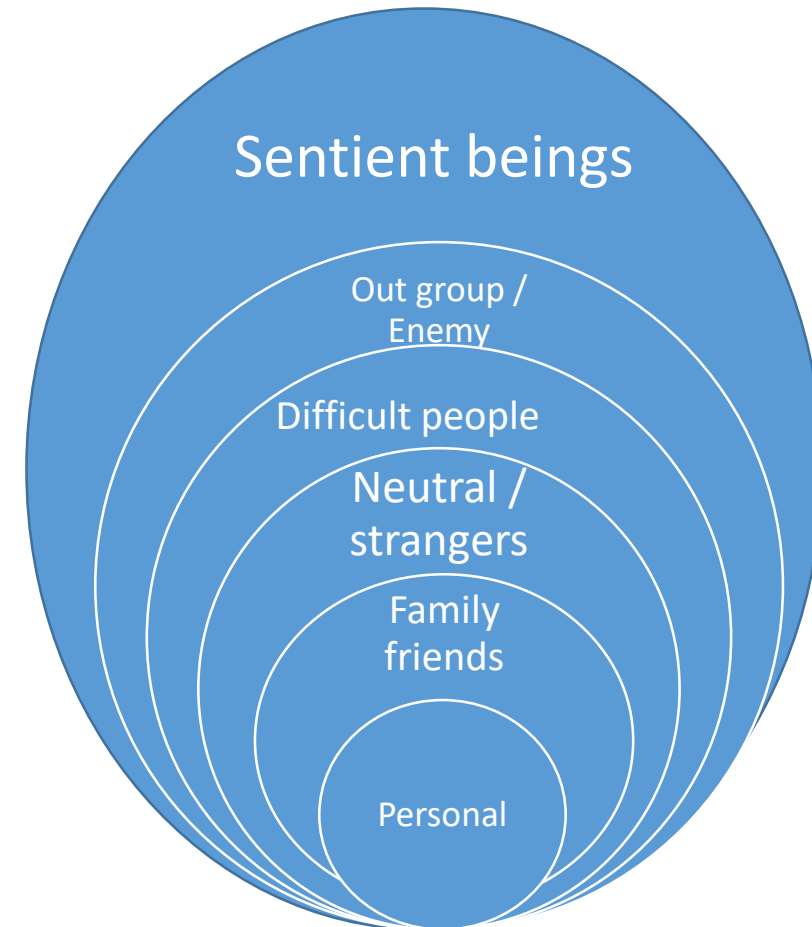 Sentient beings
Out group /
Enemy
Difficult people
Neutral /
strangers
Family
friends
Personal